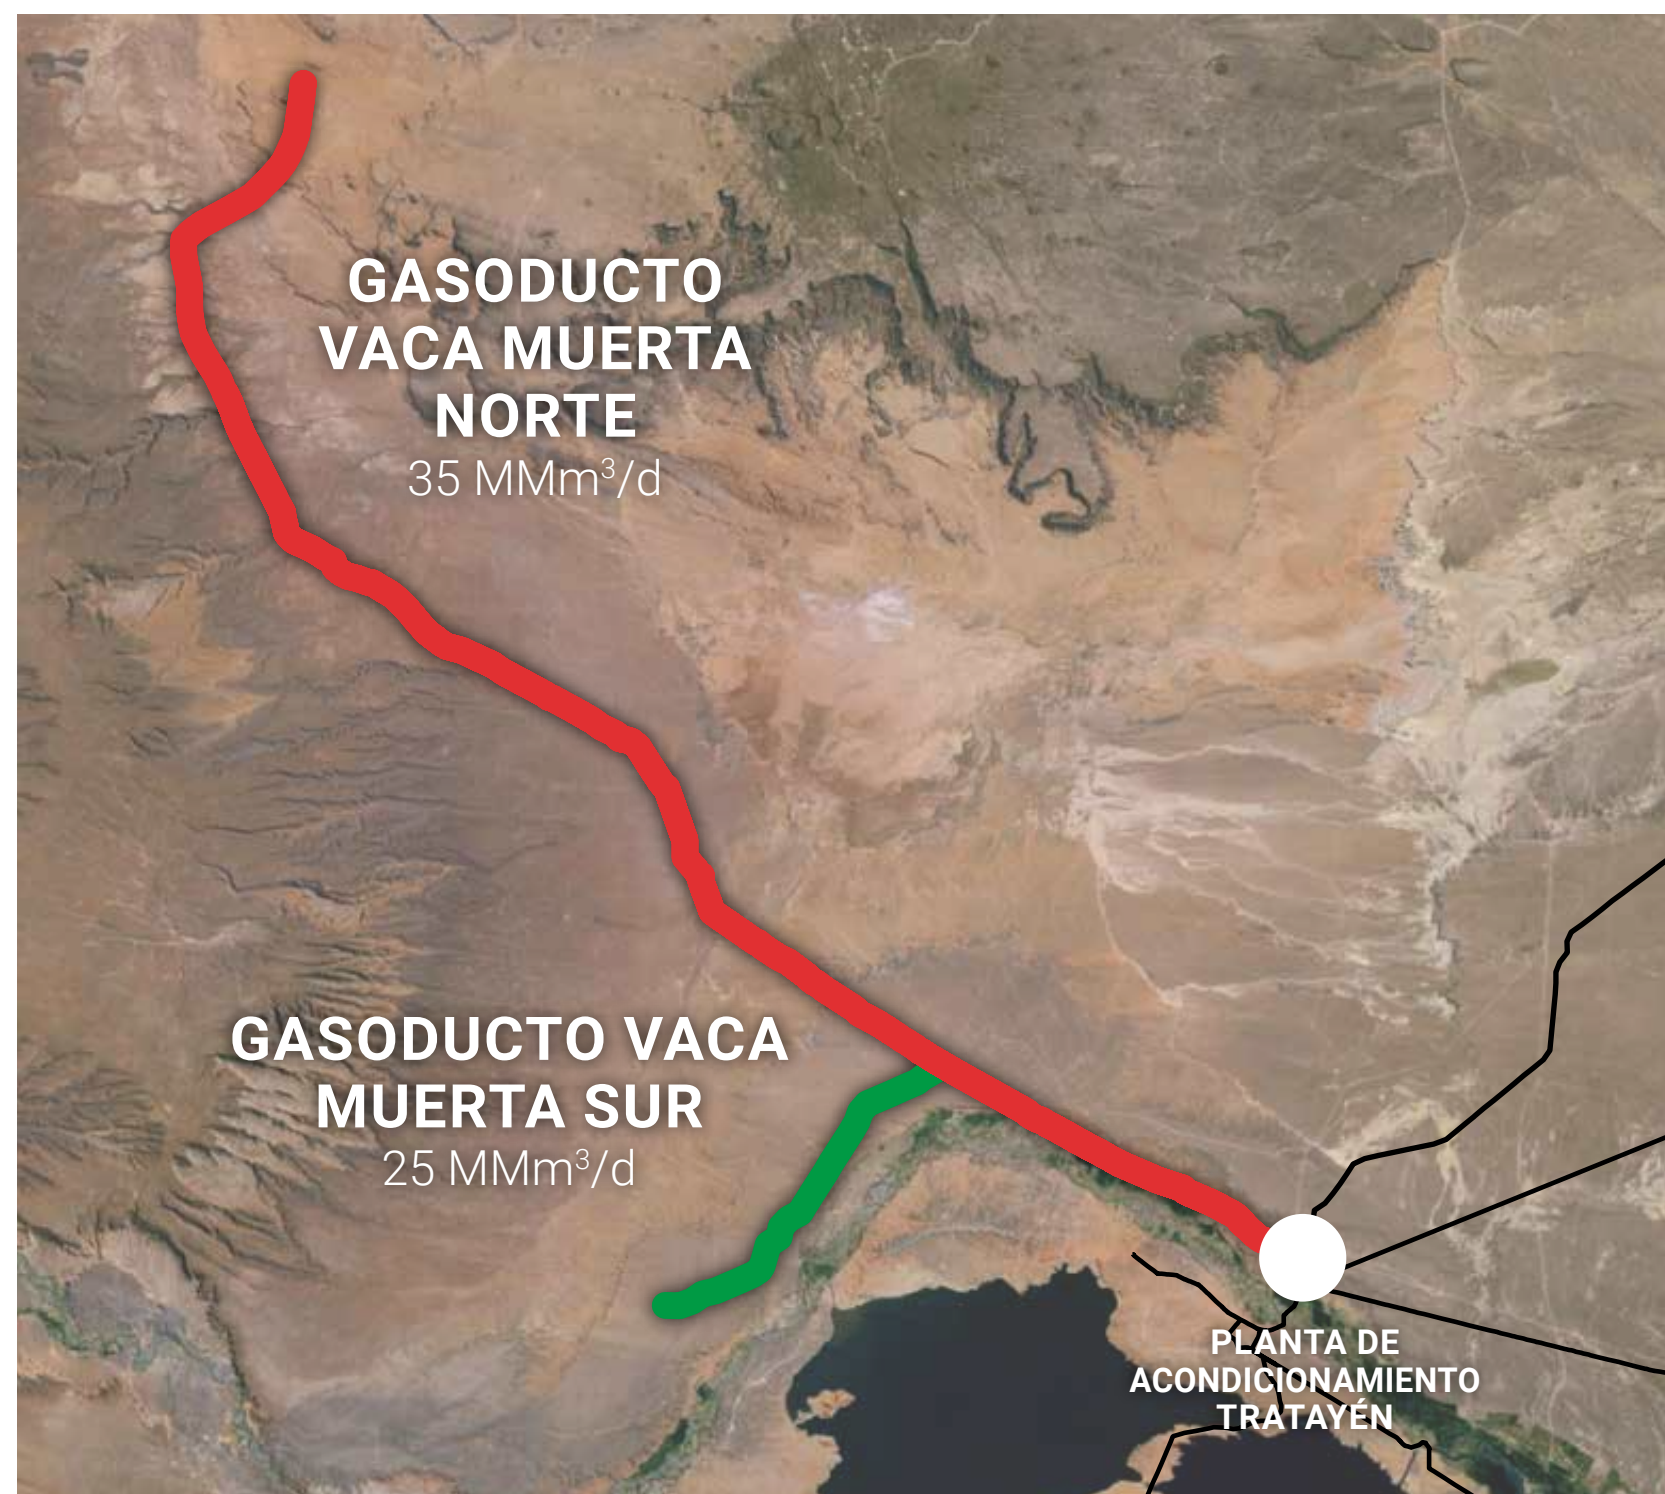 GASODUCTO
VACA MUERTA
NORTE
35 MMm³/d
GASODUCTO VACA
MUERTA SUR
25 MMm³/d
PLANTA DE
ACONDICIONAMIENTO
TRATAYÉN